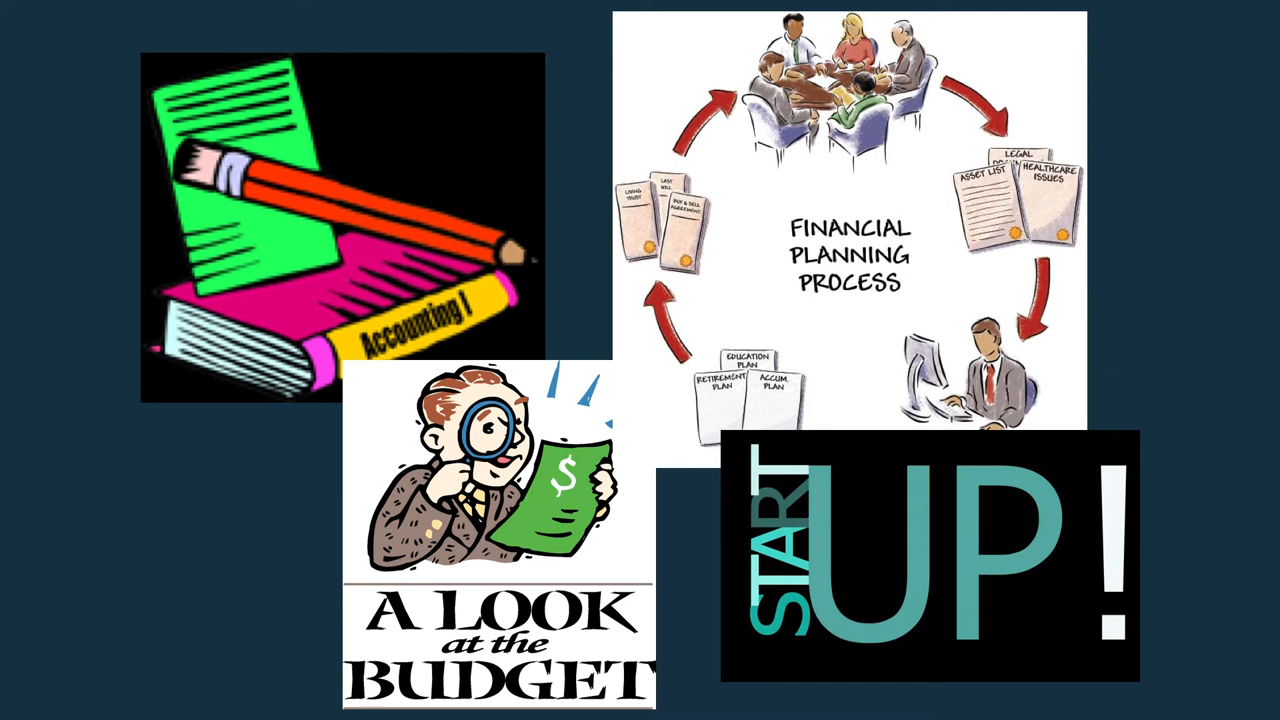 Accounting I
FINANCIAL
PLANNING
PROCESS
LEGAL
ASSET LIST
HEALTHCARE
ISSUES
EDUCATION
PLAN
RETIREMENT
PLAN
ACCUM.
PLAN
LIVING
TRUST
LAST
WILL
BUY & SELL
AGREEMENT
$
A LOOK
at the
BUDGET
START
UP!